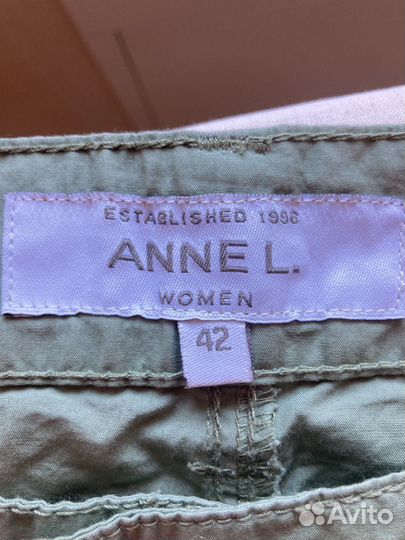 ESTABLISHED 1996
ANNE L.
WOMEN
42
Avito